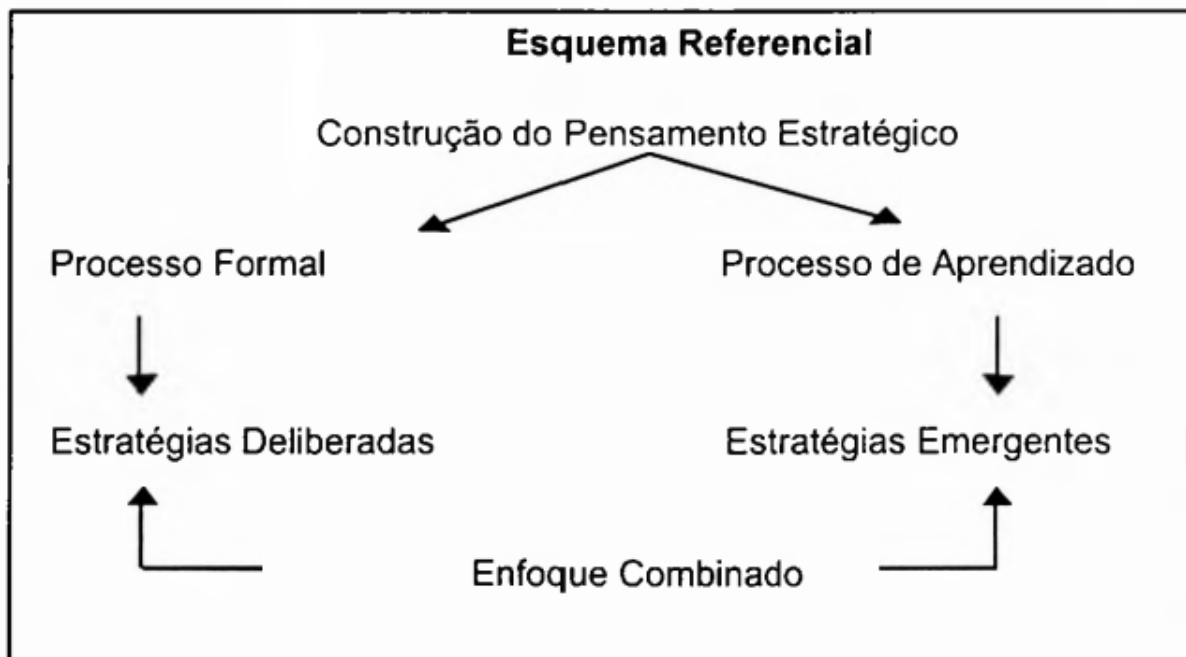 Esquema Referencial
Construção do Pensamento Estratégico
Processo Formal
Processo de Aprendizado
Estratégias Deliberadas
Estratégias Emergentes
Enfoque Combinado